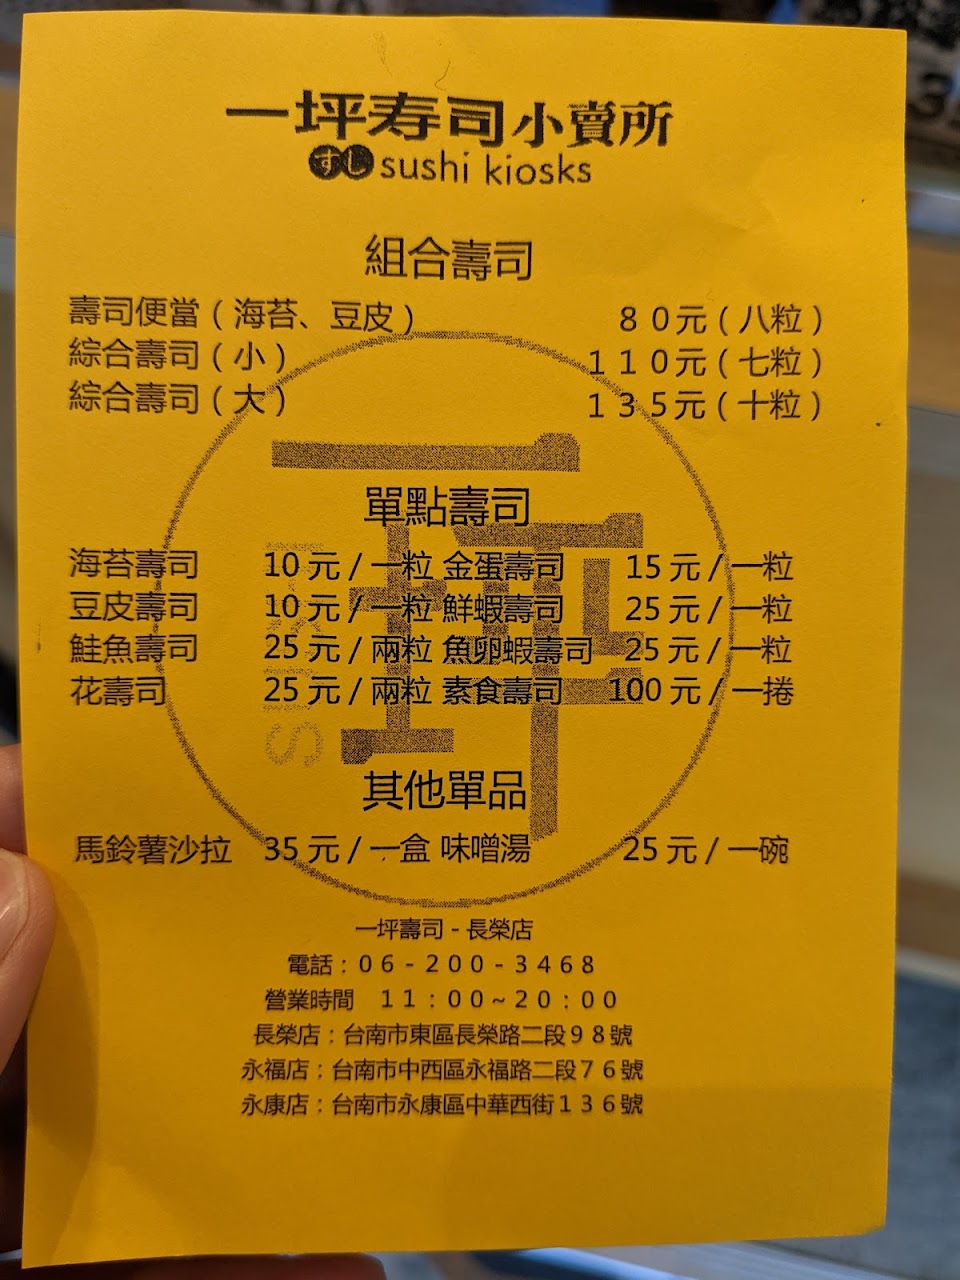 一坪寿司小賣所
すし sushi kiosks
組合壽司
壽司便當(海苔、豆皮) 80元(八粒)
綜合壽司(小) 110元(七粒)
綜合壽司(大) 135元(十粒)
單點壽司
海苔壽司 10元/一粒 金蛋壽司 15元/一粒
豆皮壽司 10元/一粒 鮮蝦壽司 25元/一粒
鮭魚壽司 25元/兩粒 魚卵蝦壽司 25元/一粒
花壽司 25元/兩粒 素食壽司 100元/一捲
其他單品
馬鈴薯沙拉 35元/一盒 味噌湯 25元/一碗
一坪壽司-長榮店
電話:06-200-3468
營業時間 11:00~20:00
長榮店:台南市東區長榮路二段98號
永福店:台南市中西區永福路二段76號
永康店:台南市永康區中華西街136號
一坪
SUSHI